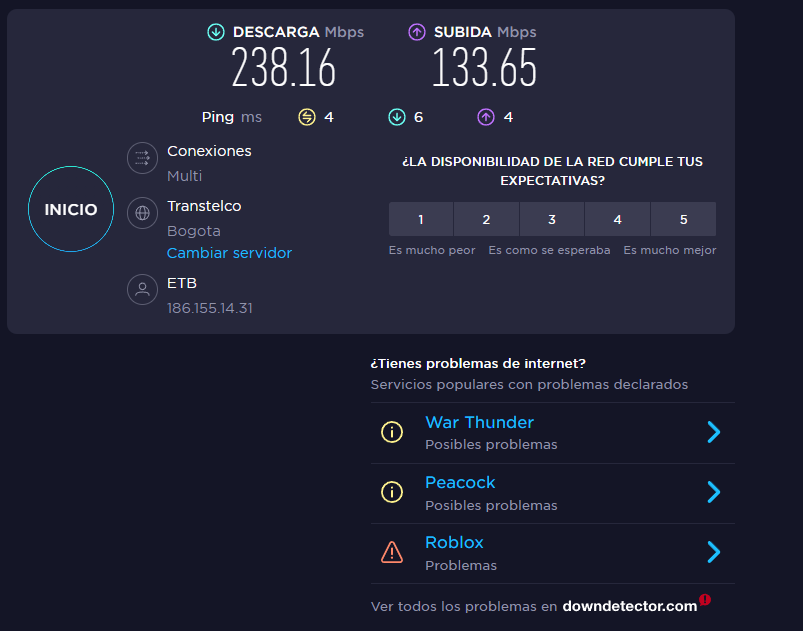 DESCARGA Mbps
238.16
SUBIDA Mbps
133.65
Ping ms 4 6 4
INICIO
Conexiones
Multi
Transtelco
Bogota
Cambiar servidor
ETB
186.155.14.31
¿LA DISPONIBILIDAD DE LA RED CUMPLE TUS
EXPECTATIVAS?
1 2 3 4 5
Es mucho peor Es como se esperaba Es mucho mejor
¿Tienes problemas de internet?
Servicios populares con problemas declarados
War Thunder
Posibles problemas
Peacock
Posibles problemas
Roblox
Problemas
Ver todos los problemas en downdetector.com